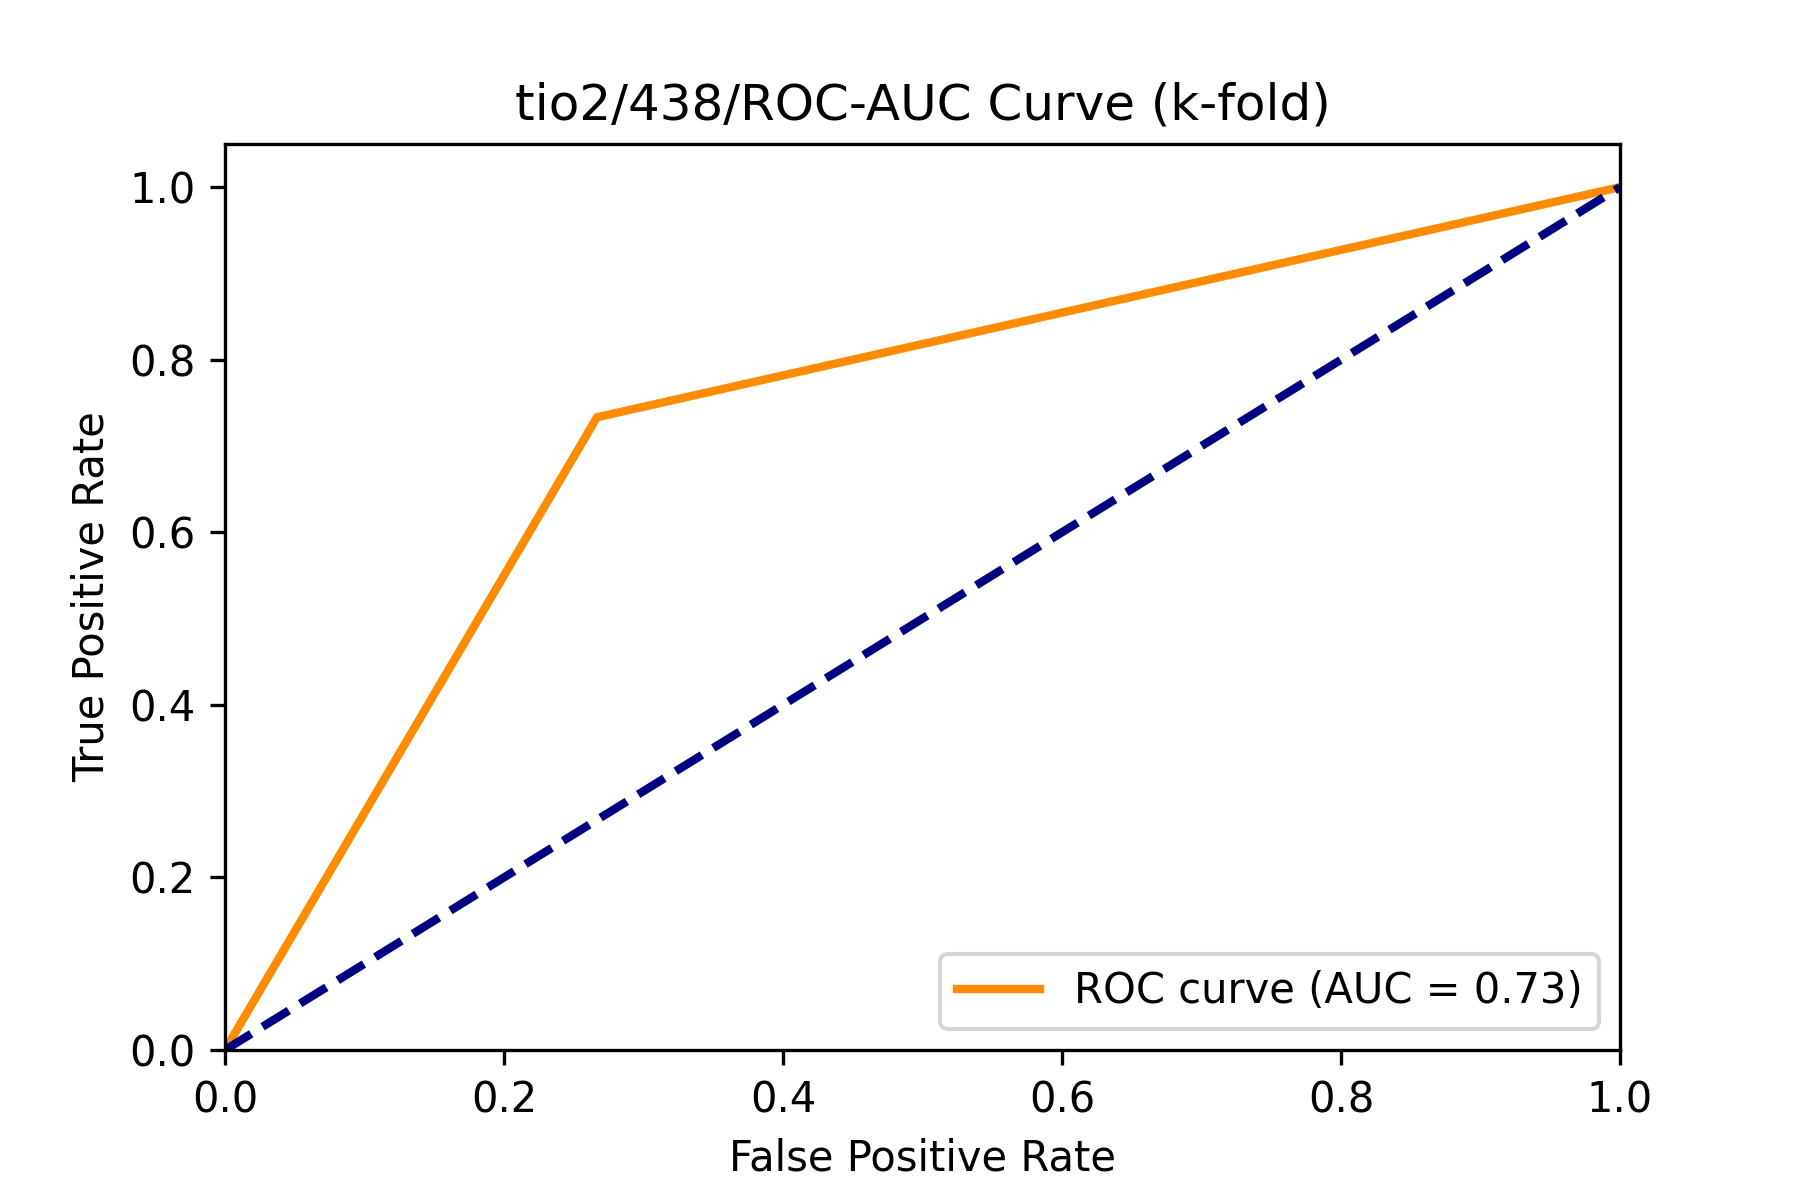 tio2/438/ROC-AUC Curve (k-fold)
1.0
0.8
0.6
0.4
0.2
0.0
True Positive Rate
ROC curve (AUC = 0.73)
0.0 0.2 0.4 0.6 0.8 1.0
False Positive Rate